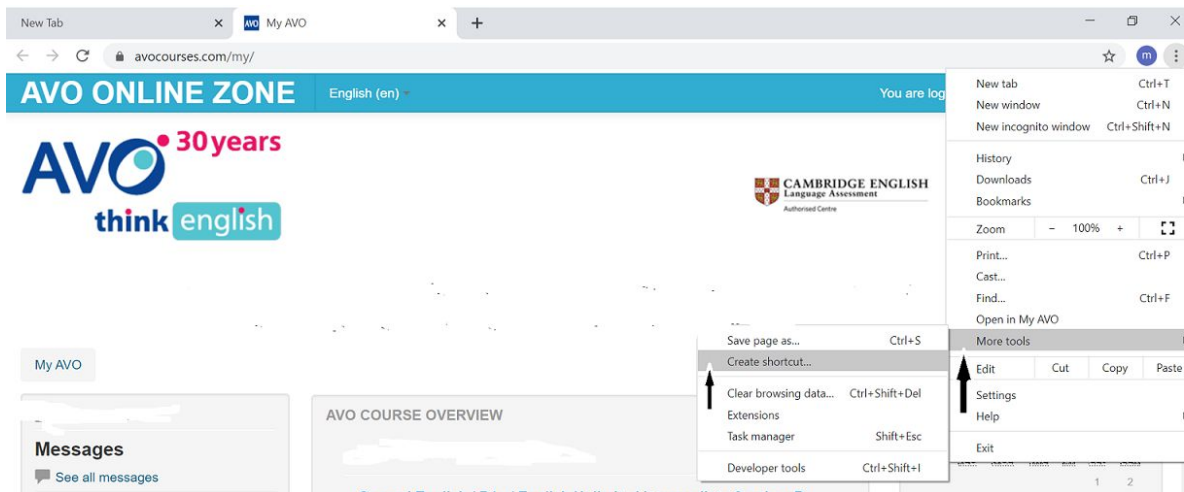 New Tab
AVO My AVO
avocourses.com/my/
m
AVO ONLINE ZONE English (en) You are log
AVO 30 years
think english
CAMBRIDGE ENGLISH
Language Assessment
Authorised Centre
New tab Ctrl+T
New window Ctrl+N
New incognito window Ctrl+Shift+N
History
Downloads Ctrl+J
Bookmarks
Zoom - 100% +
Print... Ctrl+P
Cast...
Find... Ctrl+F
Open in My AVO
More tools
Edit Cut Copy Paste
Settings
Help
Exit
Save page as... Ctrl+S
Create shortcut...
Clear browsing data... Ctrl+Shift+Del
Extensions
Task manager Shift+Esc
Developer tools Ctrl+Shift+I
My AVO
Messages
See all messages
AVO COURSE OVERVIEW
1 2